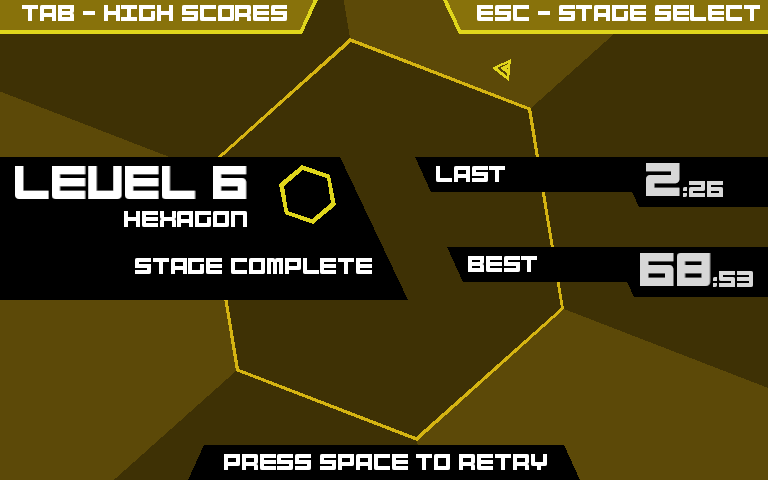 TAB - HIGH SCORES
ESC - STAGE SELECT
LEVEL 6
HEXAGON
STAGE COMPLETE
LAST 2:26
BEST 68:53
PRESS SPACE TO RETRY